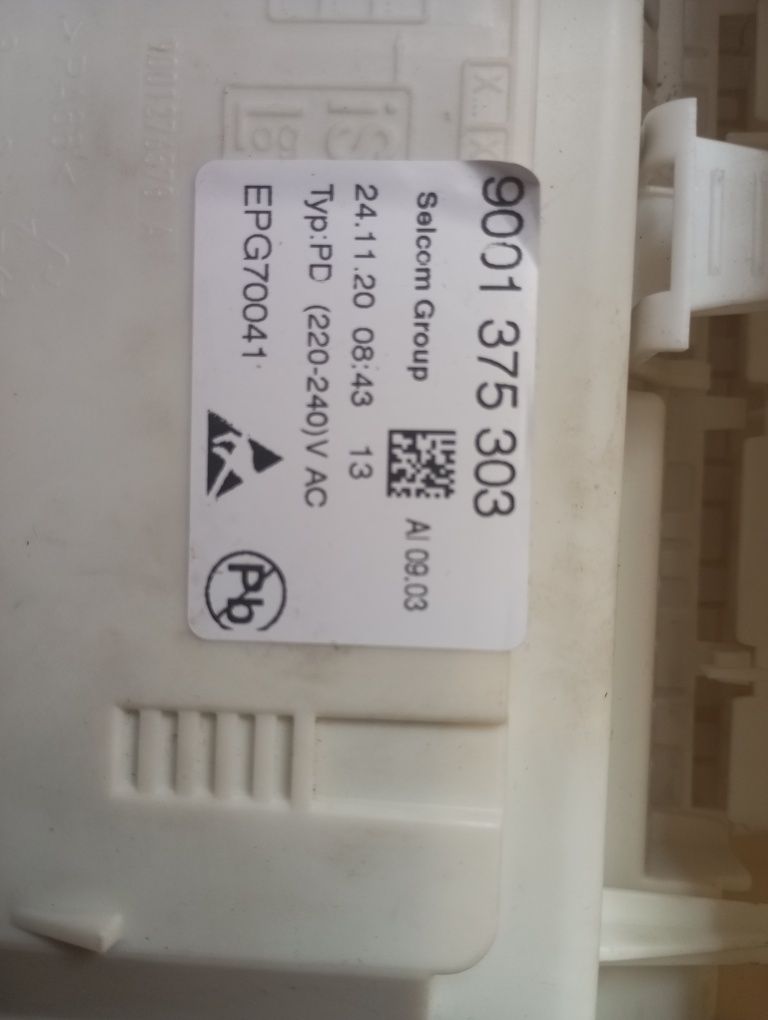 9001 375 303
Selcom Group
AI 09.03
24.11.20 08:43 13
Typ:PD (220-240)V AC
EPG70041
Pb